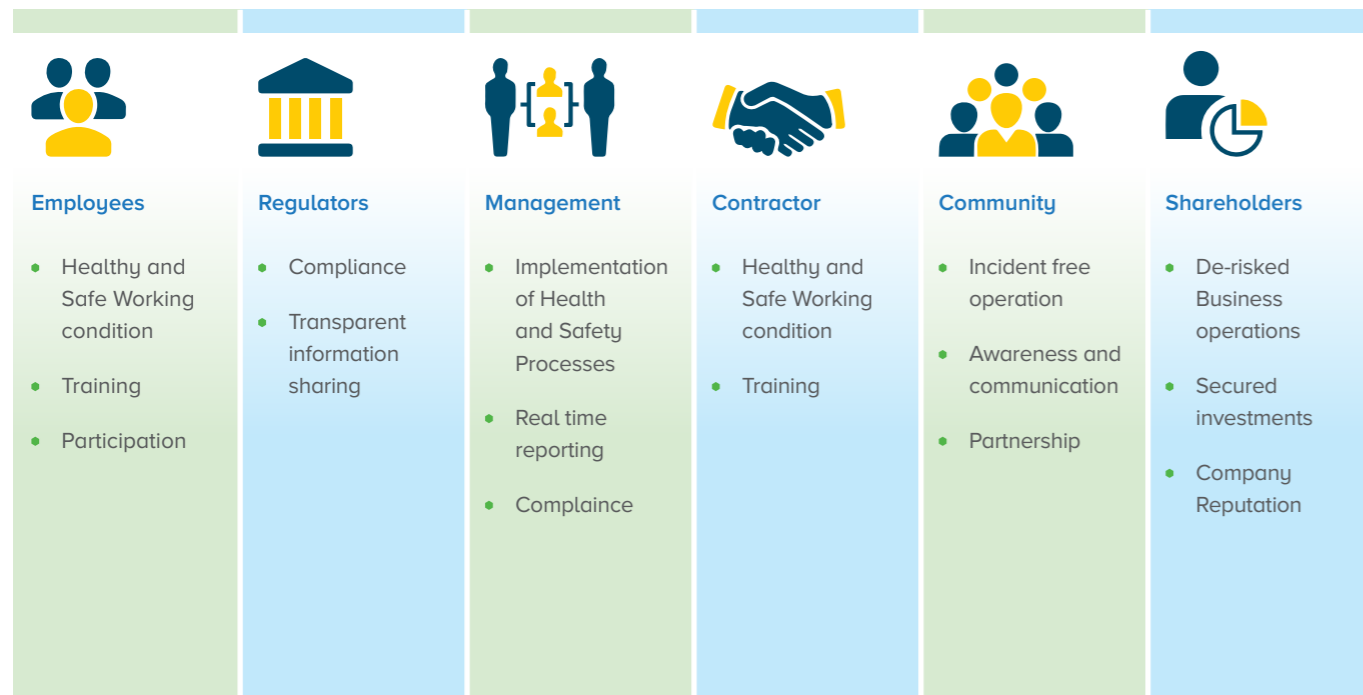 Employees
Healthy and
Safe Working
condition
Training
Participation
Regulators
Compliance
Transparent
information
sharing
Management
Implementation
of Health
and Safety
Processes
Real time
reporting
Complaince
Contractor
Healthy and
Safe Working
condition
Training
Community
Incident free
operation
Awareness and
communication
Partnership
Shareholders
De-risked
Business
operations
Secured
investments
Company
Reputation